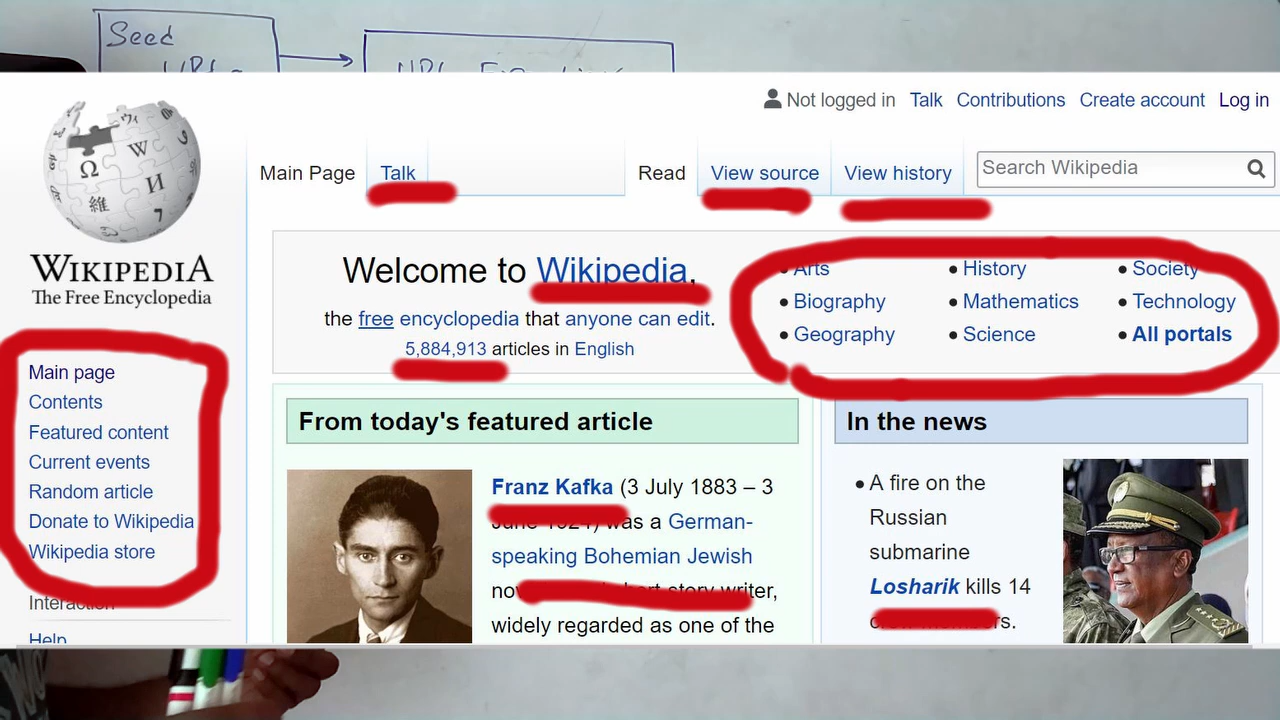 Seed
Not logged in Talk Contributions Create account Log in
Main Page Talk Read View source View history Search Wikipedia
WIKIPEDIA
The Free Encyclopedia
Welcome to Wikipedia,
the free encyclopedia that anyone can edit.
5,884,913 articles in English
Arts
Biography
Geography
History
Mathematics
Science
Society
Technology
All portals
Main page
Contents
Featured content
Current events
Random article
Donate to Wikipedia
Wikipedia store
Interaction
Help
From today's featured article
Franz Kafka (3 July 1883 – 3
June 1924) was a German-
speaking Bohemian Jewish
writer,
widely regarded as one of the
In the news
A fire on the
Russian
submarine
Losharik kills 14